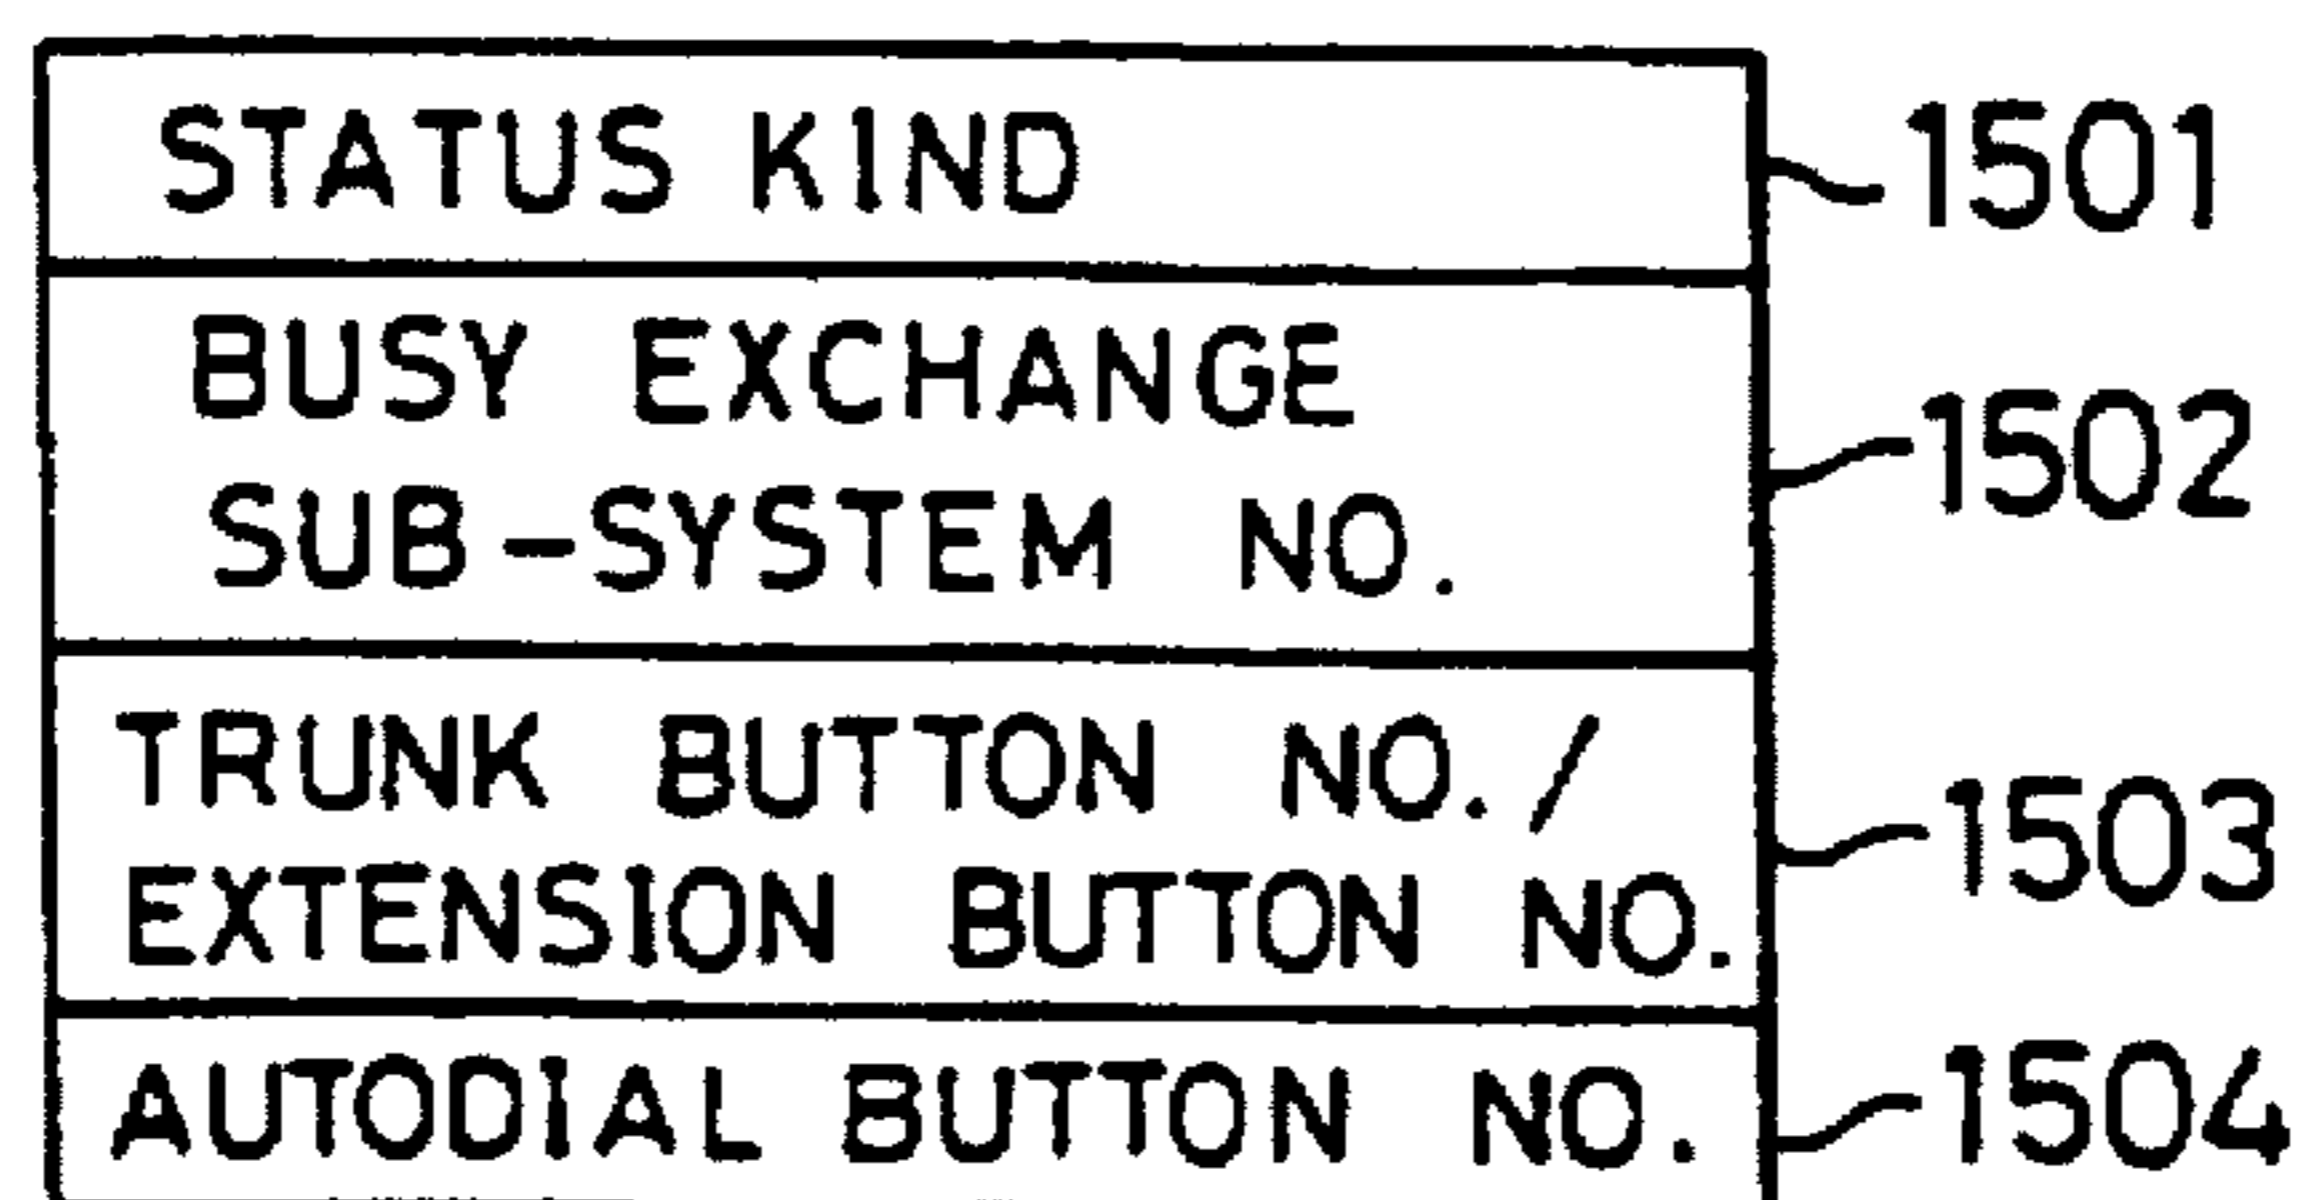 STATUS KIND 1501
BUSY EXCHANGE
SUB-SYSTEM NO. 1502
TRUNK BUTTON NO./
EXTENSION BUTTON NO. 1503
AUTODIAL BUTTON NO. 1504